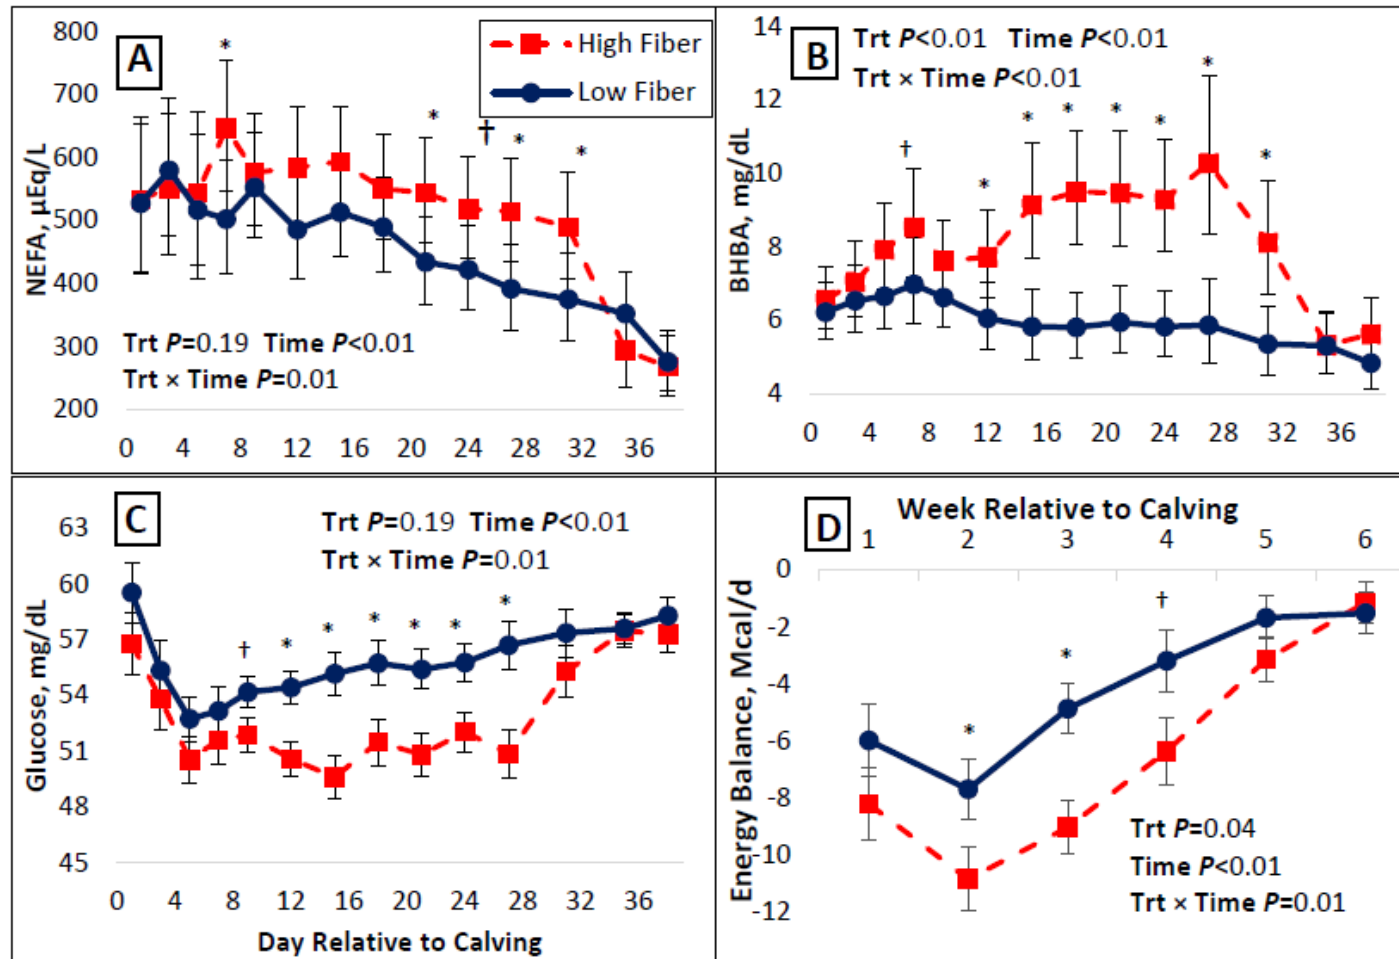 A
High Fiber
Low Fiber
NEFA, µEq/L
800
700
600
500
400
300
200
*
*
†
*
*
Trt P=0.19 Time P<0.01
Trt × Time P=0.01
0 4 8 12 16 20 24 28 32 36
B
Trt P<0.01 Time P<0.01
Trt × Time P<0.01
BHBA, mg/dL
14
12
10
8
6
4
†
*
*
*
*
*
*
*
0 4 8 12 16 20 24 28 32 36
C
Trt P=0.19 Time P<0.01
Trt × Time P=0.01
Glucose, mg/dL
63
60
57
54
51
48
45
†
*
*
*
*
*
*
0 4 8 12 16 20 24 28 32 36
Day Relative to Calving
D
Week Relative to Calving
1 2 3 4 5 6
Energy Balance, Mcal/d
0
-2
-4
-6
-8
-10
-12
*
*
†
Trt P=0.04
Time P<0.01
Trt × Time P=0.01